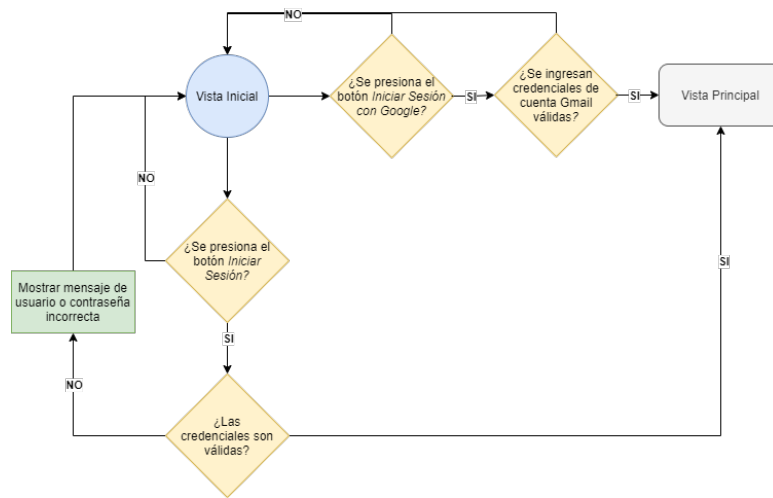 NO
Vista Inicial
¿Se presiona el
botón Iniciar Sesión
con Google?
SI
¿Se ingresan
credenciales de
cuenta Gmail
válidas?
SI
Vista Principal
NO
¿Se presiona el
botón Iniciar
Sesión?
SI
Mostrar mensaje de
usuario o contraseña
incorrecta
SI
NO
¿Las
credenciales son
válidas?